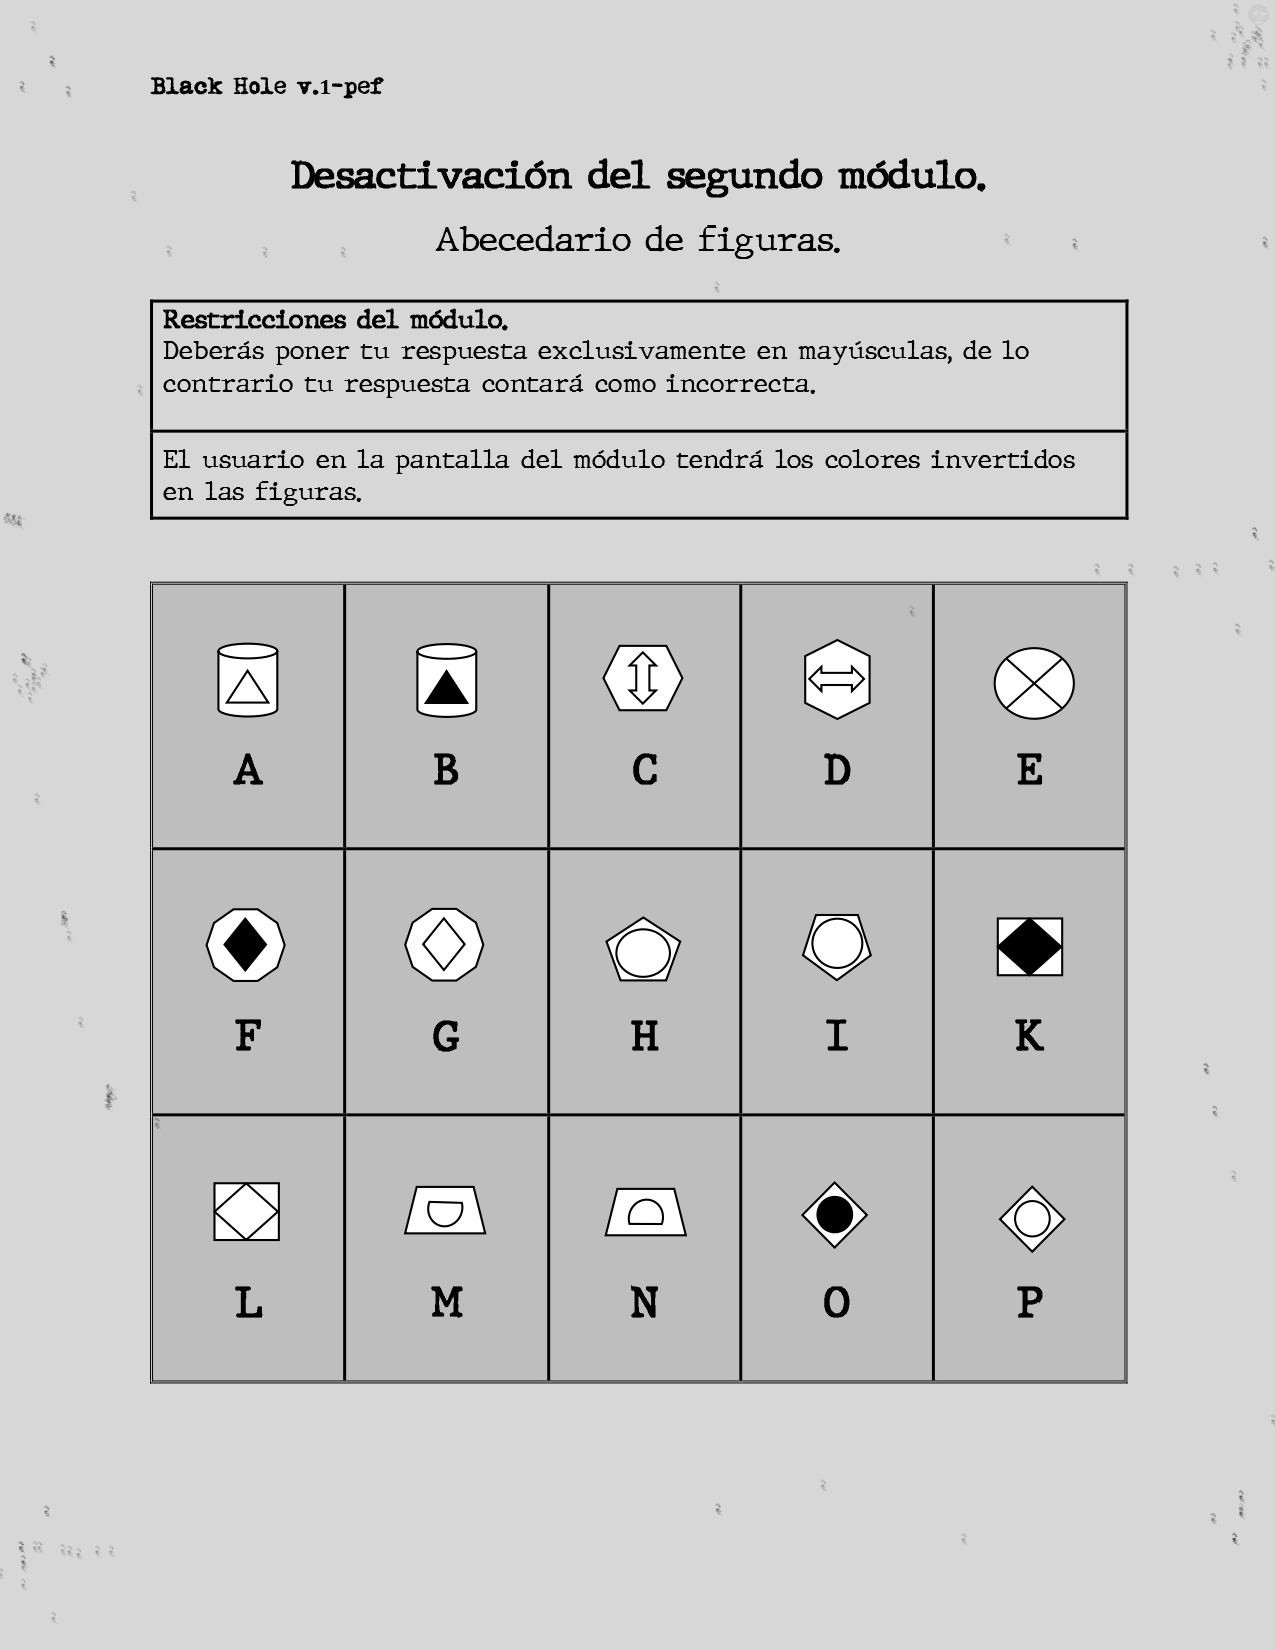 Black Hole v.1-pef
Desactivación del segundo módulo.
Abecedario de figuras.
Restricciones del módulo.
Deberás poner tu respuesta exclusivamente en mayúsculas, de lo
contrario tu respuesta contará como incorrecta.
El usuario en la pantalla del módulo tendrá los colores invertidos
en las figuras.
A B C D E
F G H I K
L M N O P